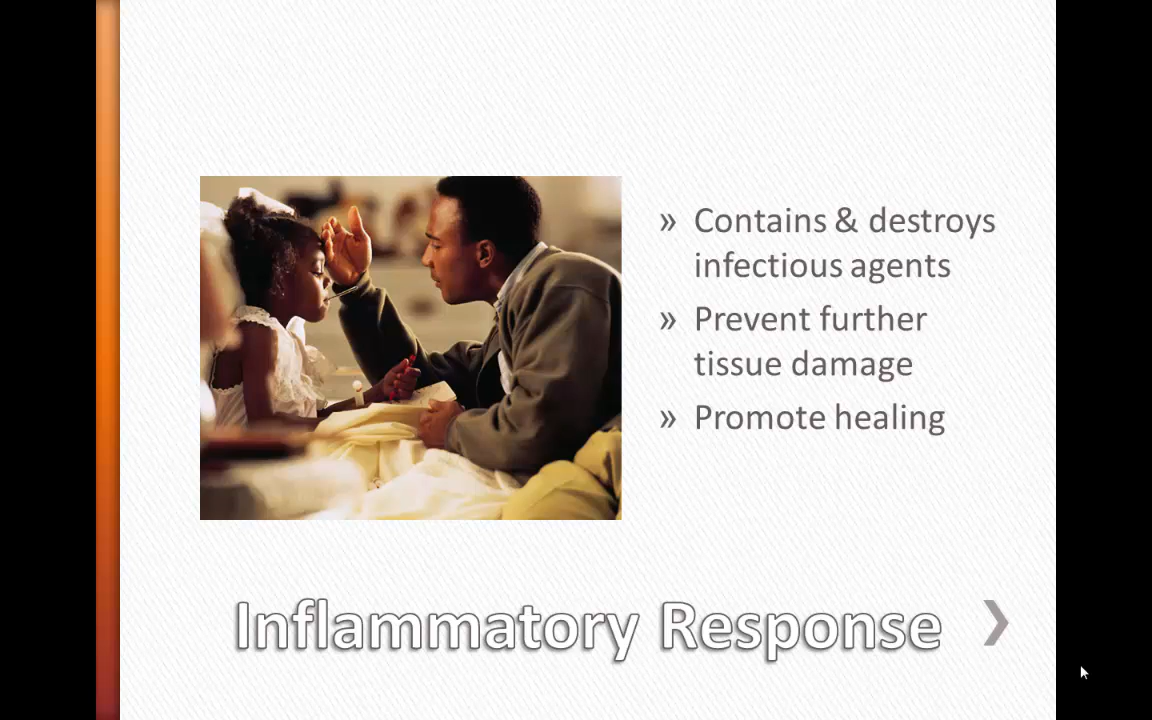 » Contains & destroys
infectious agents
» Prevent further
tissue damage
» Promote healing
Inflammatory Response